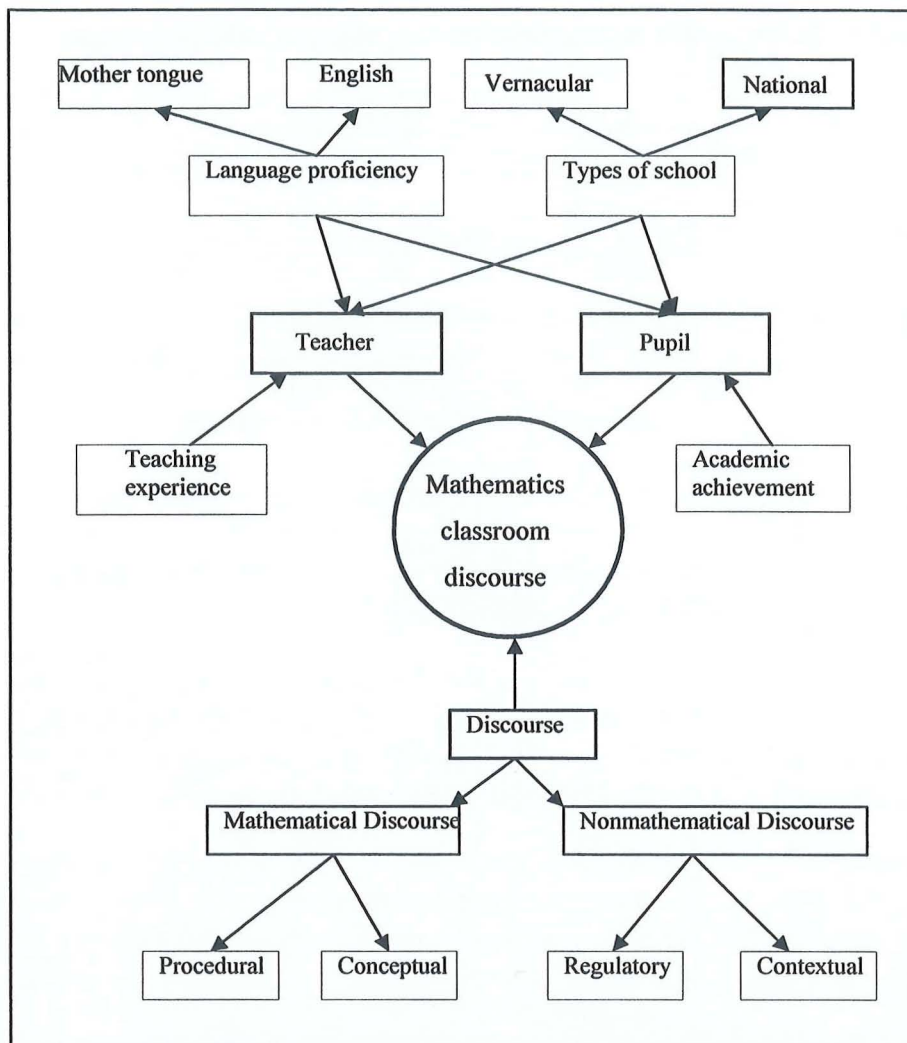 Mother tongue
English
Vernacular
National
Language proficiency
Types of school
Teacher
Pupil
Teaching
experience
Mathematics
classroom
discourse
Academic
achievement
Discourse
Mathematical Discourse
Nonmathematical Discourse
Procedural
Conceptual
Regulatory
Contextual